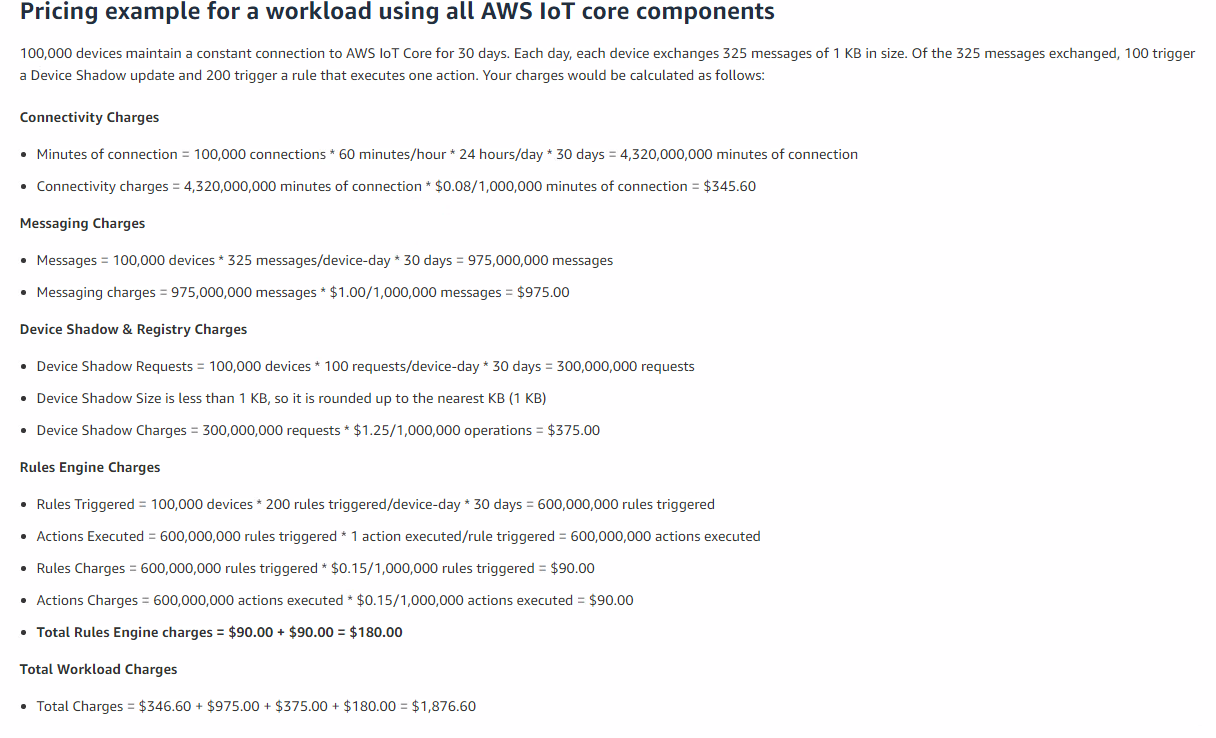 Pricing example for a workload using all AWS IoT core components
100,000 devices maintain a constant connection to AWS IoT Core for 30 days. Each day, each device exchanges 325 messages of 1 KB in size. Of the 325 messages exchanged, 100 trigger
a Device Shadow update and 200 trigger a rule that executes one action. Your charges would be calculated as follows:
Connectivity Charges
• Minutes of connection = 100,000 connections * 60 minutes/hour * 24 hours/day * 30 days = 4,320,000,000 minutes of connection
• Connectivity charges = 4,320,000,000 minutes of connection * $0.08/1,000,000 minutes of connection = $345.60
Messaging Charges
• Messages = 100,000 devices * 325 messages/device-day * 30 days = 975,000,000 messages
• Messaging charges = 975,000,000 messages * $1.00/1,000,000 messages = $975.00
Device Shadow & Registry Charges
• Device Shadow Requests = 100,000 devices * 100 requests/device-day * 30 days = 300,000,000 requests
• Device Shadow Size is less than 1 KB, so it is rounded up to the nearest KB (1 KB)
• Device Shadow Charges = 300,000,000 requests * $1.25/1,000,000 operations = $375.00
Rules Engine Charges
• Rules Triggered = 100,000 devices * 200 rules triggered/device-day * 30 days = 600,000,000 rules triggered
• Actions Executed = 600,000,000 rules triggered * 1 action executed/rule triggered = 600,000,000 actions executed
• Rules Charges = 600,000,000 rules triggered * $0.15/1,000,000 rules triggered = $90.00
• Actions Charges = 600,000,000 actions executed * $0.15/1,000,000 actions executed = $90.00
• Total Rules Engine charges = $90.00 + $90.00 = $180.00
Total Workload Charges
• Total Charges = $346.60 + $975.00 + $375.00 + $180.00 = $1,876.60